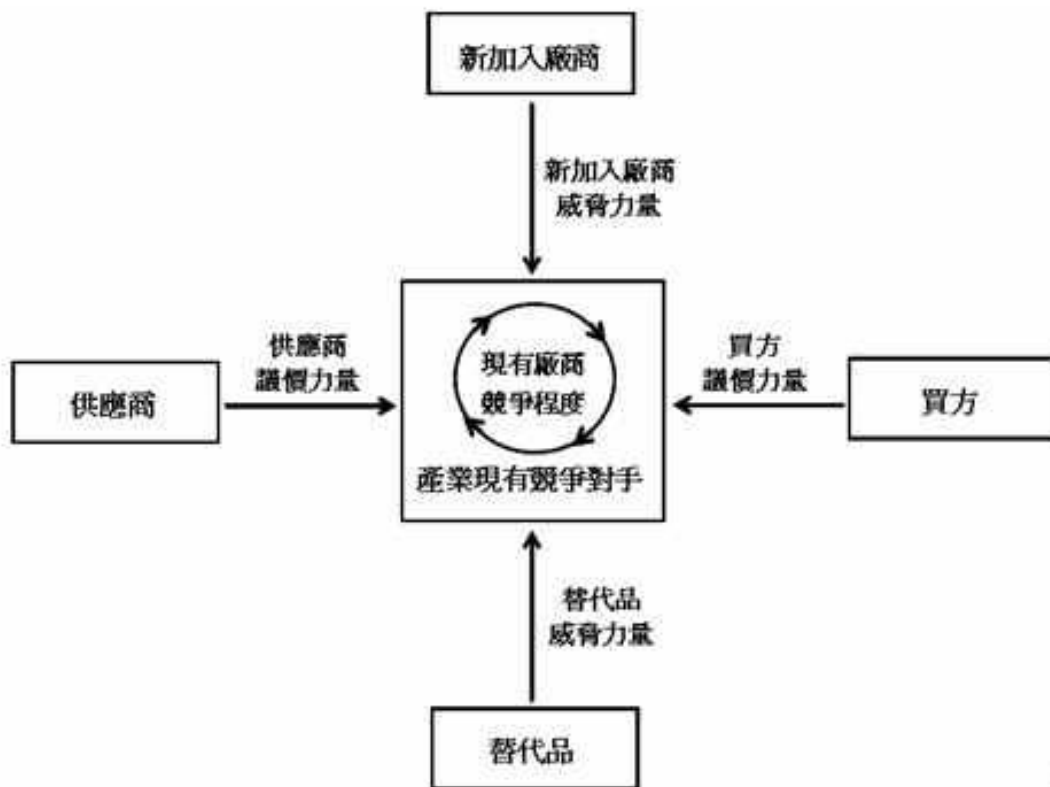 新加入廠商
新加入廠商
威脅力量
供應商
供應商
議價力量
現有廠商
競爭程度
產業現有競爭對手
買方
議價力量
買方
替代品
威脅力量
替代品